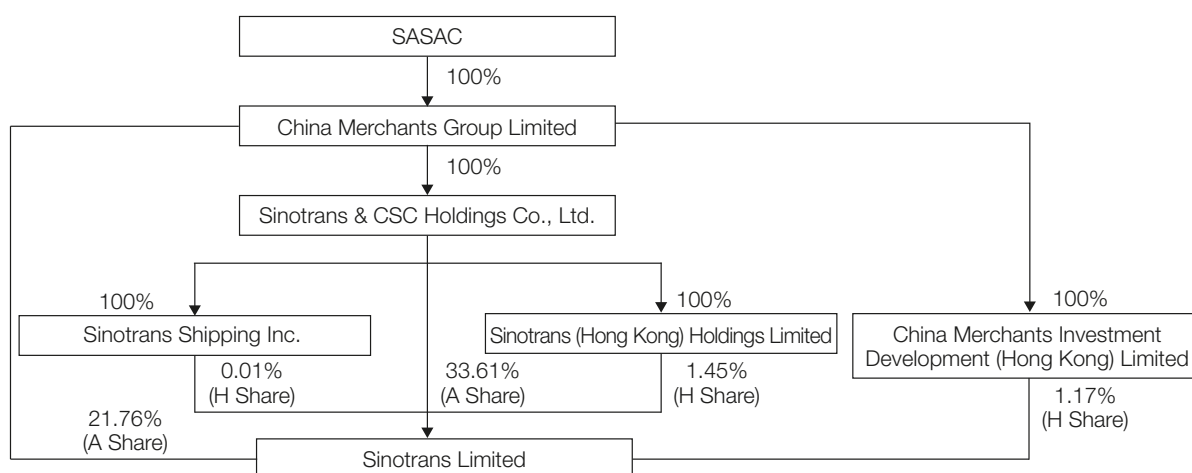 SASAC
100%
China Merchants Group Limited
100%
Sinotrans & CSC Holdings Co., Ltd.
100%
Sinotrans Shipping Inc.
100%
Sinotrans (Hong Kong) Holdings Limited
100%
China Merchants Investment
Development (Hong Kong) Limited
0.01%
(H Share)
33.61%
(A Share)
1.45%
(H Share)
1.17%
(H Share)
21.76%
(A Share)
Sinotrans Limited